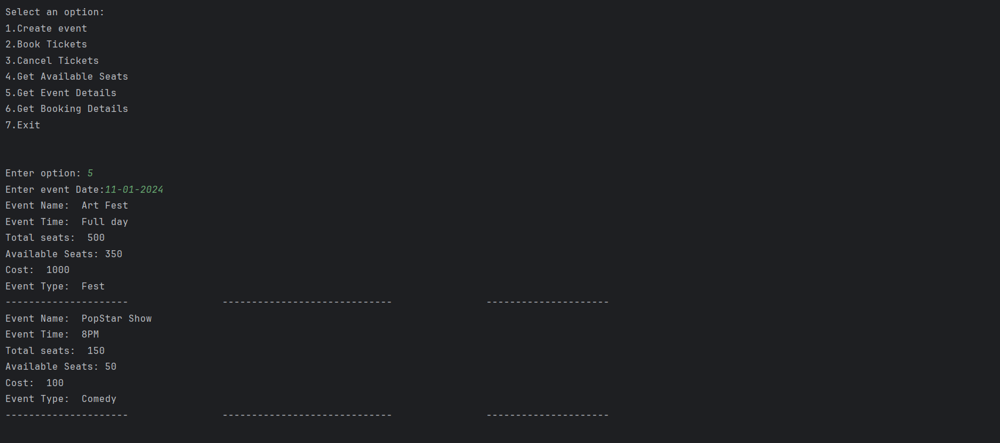 Select an option:
1.Create event
2.Book Tickets
3.Cancel Tickets
4.Get Available Seats
5.Get Event Details
6.Get Booking Details
7.Exit
Enter option: 5
Enter event Date:11-01-2024
Event Name:  Art Fest
Event Time:  Full day
Total seats:  500
Available Seats: 350
Cost:  1000
Event Type:  Fest
---------------------                -----------------------------                ---------------------
Event Name:  PopStar Show
Event Time:  8PM
Total seats:  150
Available Seats: 50
Cost:  100
Event Type:  Comedy
---------------------                -----------------------------                ---------------------